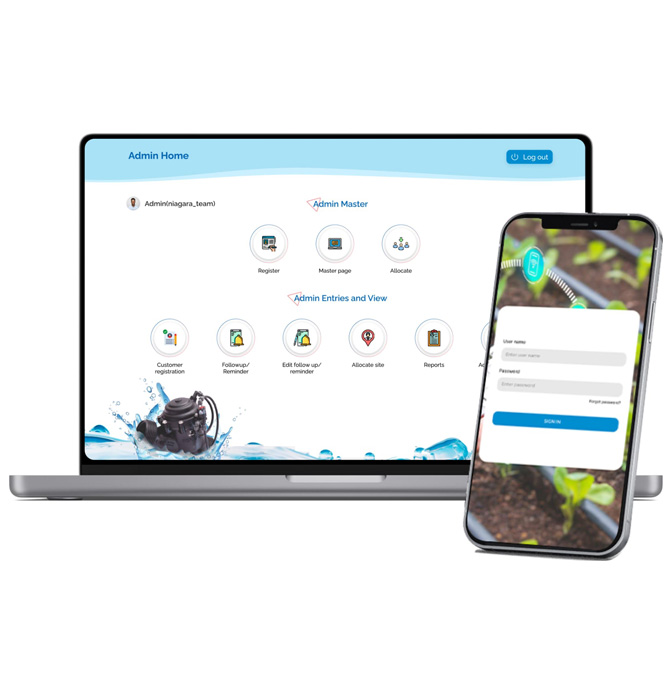 Admin Home
Log out
Admin(niagara_team)
Admin Master
Register
Master page
Allocate
Admin Entries and View
Customer
registration
Followup/
Reminder
Edit follow up/
reminder
Allocate site
Reports
User name
Enter user name
Password
Enter password
Forgot password?
SIGN IN